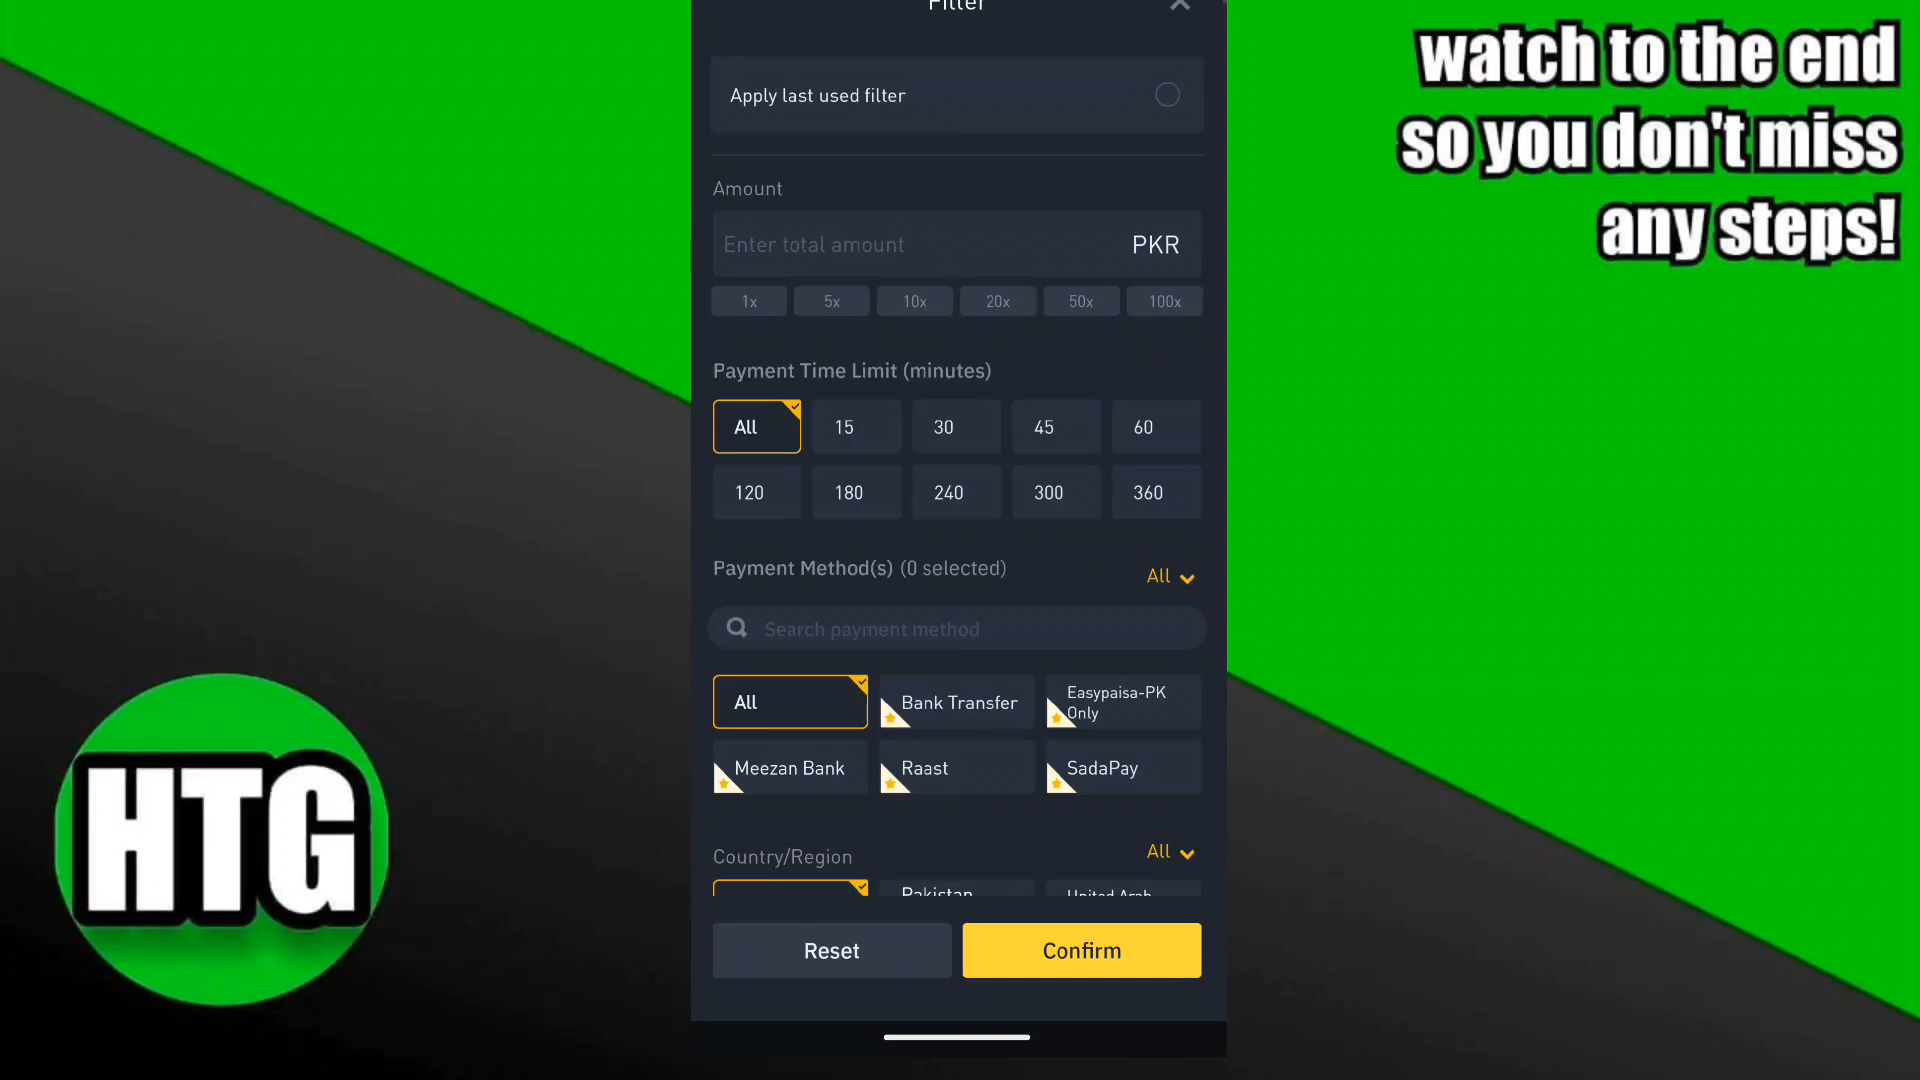 Filter
watch to the end
so you don't miss
any steps!
Apply last used filter
Amount
Enter total amount
PKR
1x
5x
10x
20x
50x
100x
Payment Time Limit (minutes)
All
15
30
45
60
120
180
240
300
360
Payment Method(s) (0 selected)
All
Search payment method
All
Bank Transfer
Easypaisa-PK
Only
Meezan Bank
Raast
SadaPay
Country/Region
All
Pakistan
United Arab
Reset
Confirm
HTG